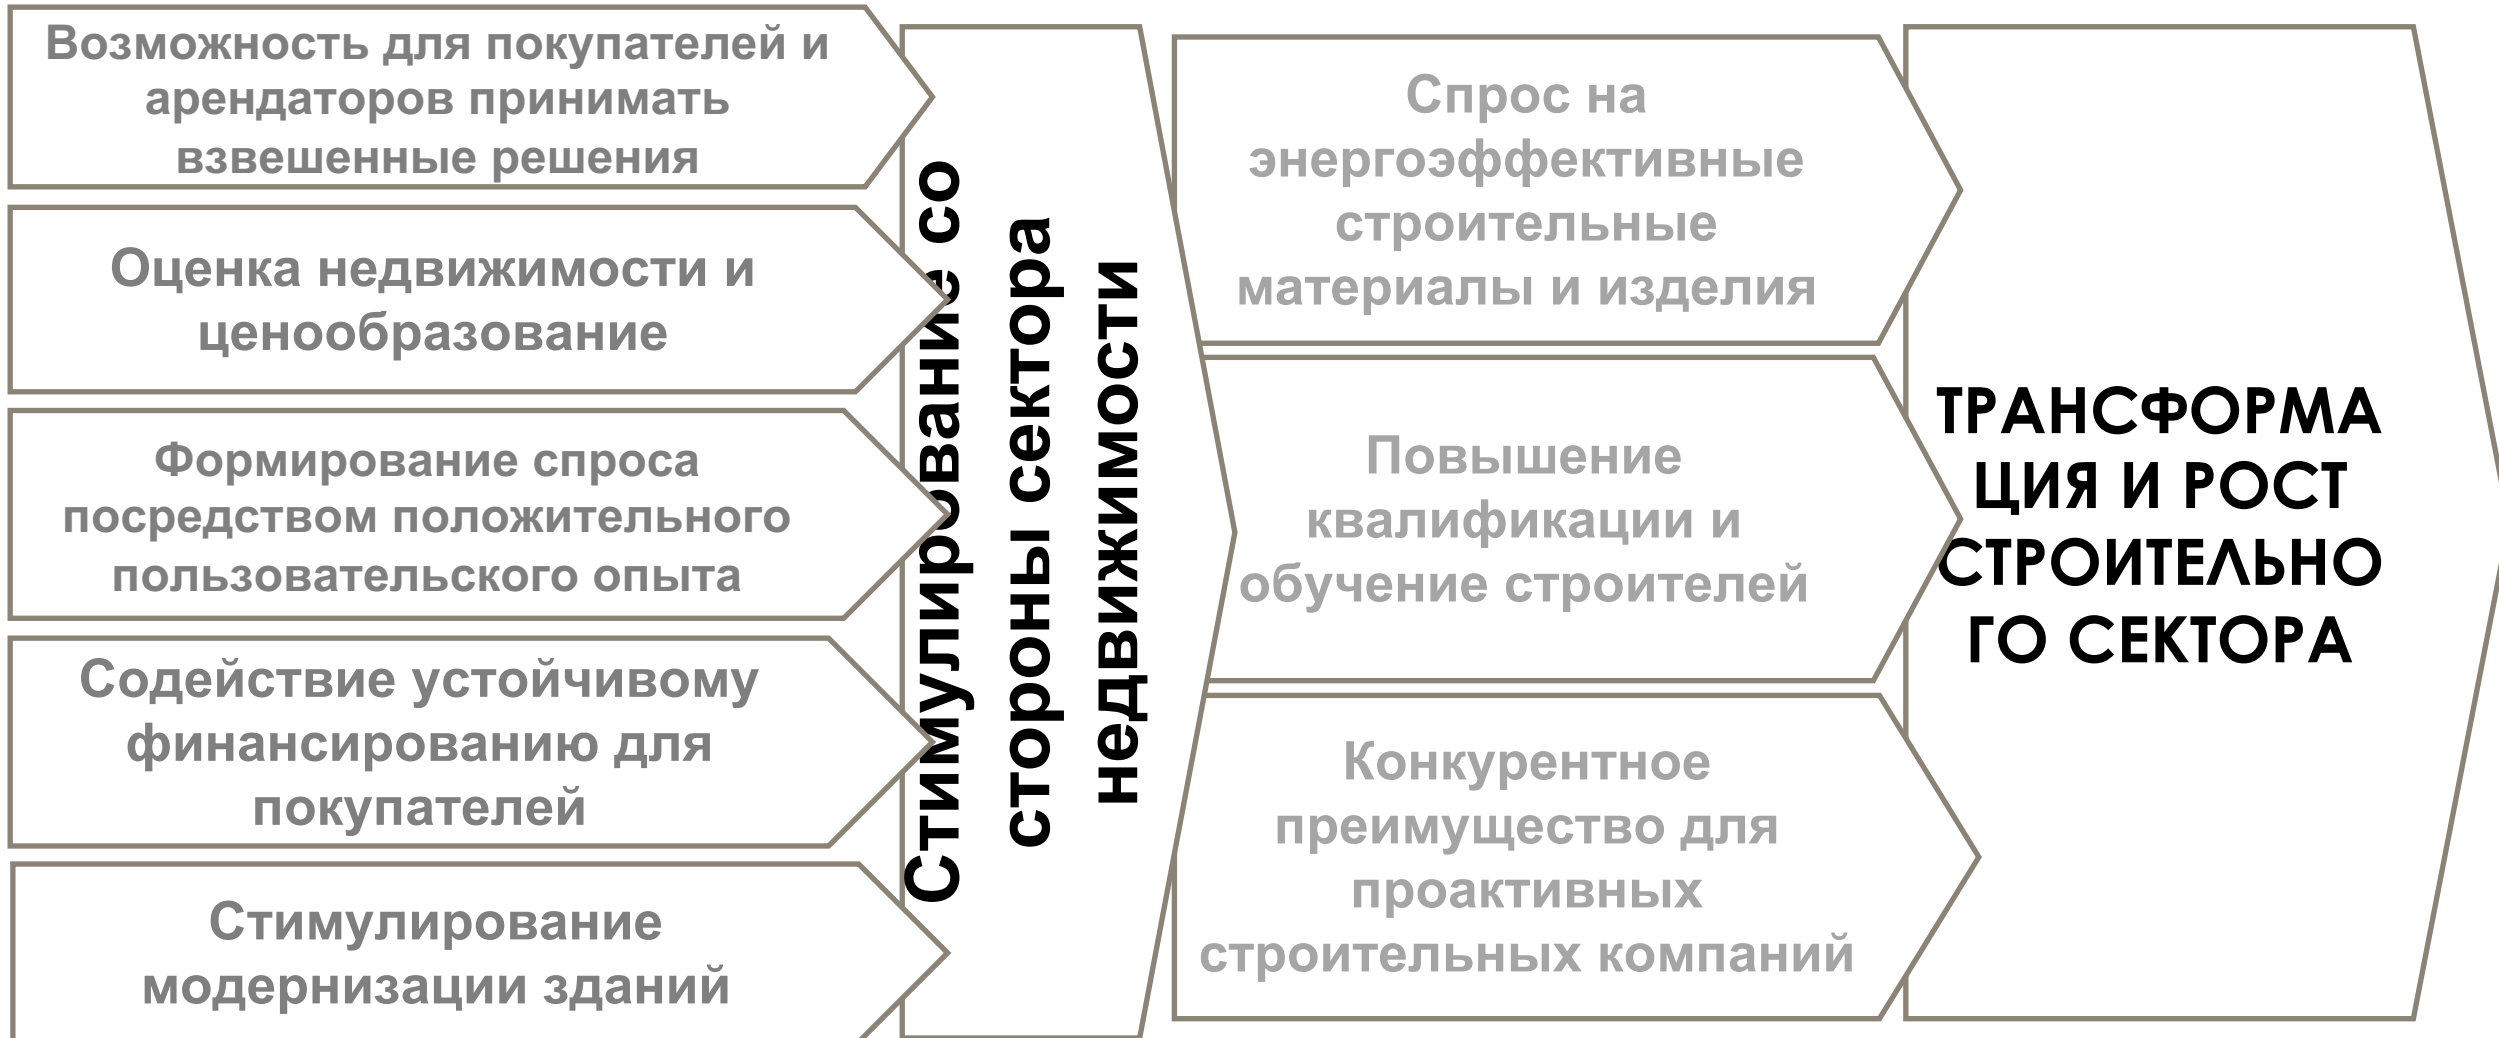 Возможность для покупателей и
арендаторов принимать
взвешенные решения
Оценка недвижимости и
ценообразование
Формирование спроса
посредством положительного
пользовательского опыта
Содействие устойчивому
финансированию для
покупателей
Стимулирование
модернизации зданий
Стимулирование со
стороны сектора
недвижимости
Спрос на
энергоэффективные
строительные
материалы и изделия
Повышение
квалификации и
обучение строителей
Конкурентное
преимущество для
проактивных
строительных компаний
ТРАНСФОРМА
ЦИЯ И РОСТ
СТРОИТЕЛЬНО
ГО СЕКТОРА